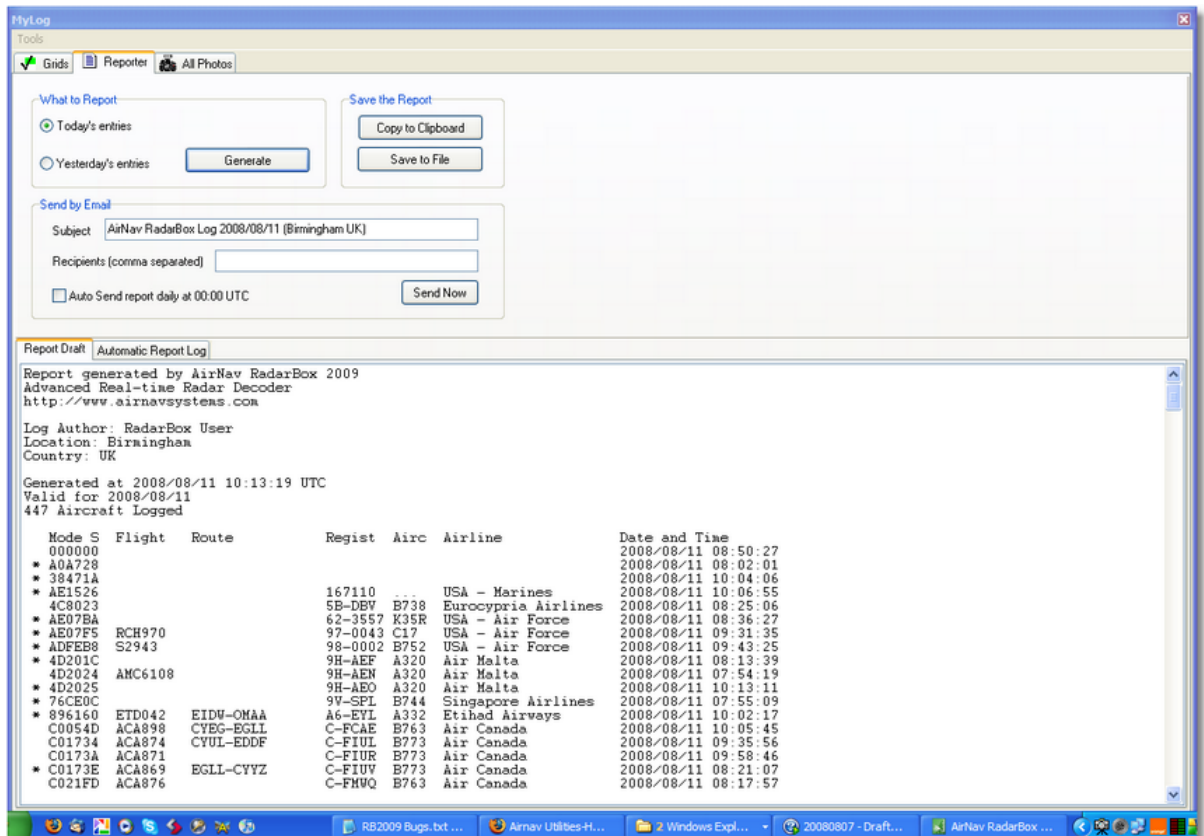 MyLog
Tools
Grids Reporter All Photos
What to Report
Today's entries
Yesterday's entries
Generate
Save the Report
Copy to Clipboard
Save to File
Send by Email
Subject AirNav RadarBox Log 2008/08/11 (Birmingham UK)
Recipients (comma separated)
Auto Send report daily at 00:00 UTC
Send Now
Report Draft Automatic Report Log
Report generated by AirNav RadarBox 2009
Advanced Real-time Radar Decoder
http://www.airnavsystems.com
Log Author: RadarBox User
Location: Birmingham
Country: UK
Generated at 2008/08/11 10:13:19 UTC
Valid for 2008/08/11
447 Aircraft Logged
Mode S Flight Route Regist Airc Airline Date and Time
000000 2008/08/11 08:50:27
* A0A728 2008/08/11 08:02:01
* 38471A 2008/08/11 10:04:06
* AE1526 167110 ... USA - Marines 2008/08/11 10:06:55
4C8023 5B-DBV B738 Eurocypria Airlines 2008/08/11 08:25:06
* AE07BA 62-3557 K35R USA - Air Force 2008/08/11 08:36:27
* AE07F5 RCH970 97-0043 C17 USA - Air Force 2008/08/11 09:31:35
* ADFEB8 S2943 98-0002 B752 USA - Air Force 2008/08/11 09:43:25
* 4D201C 9H-AEF A320 Air Malta 2008/08/11 08:13:39
4D2024 AMC6108 9H-AEN A320 Air Malta 2008/08/11 07:54:19
* 4D2025 9H-AEO A320 Air Malta 2008/08/11 10:13:11
* 76CE0C 9V-SPL B744 Singapore Airlines 2008/08/11 07:55:09
* 896160 ETD042 EIDW-OMAA A6-EYL A332 Etihad Airways 2008/08/11 10:02:17
C0054D ACA898 CYEG-EGLL C-FCAE B763 Air Canada 2008/08/11 10:05:45
C01734 ACA874 CYUL-EDDF C-FIUL B773 Air Canada 2008/08/11 09:35:56
C0173A ACA871 C-FIUR B773 Air Canada 2008/08/11 09:58:46
* C0173E ACA869 EGLL-CYYZ C-FIUV B773 Air Canada 2008/08/11 08:21:07
C021FD ACA876 C-FMWQ B763 Air Canada 2008/08/11 08:17:57
RB2009 Bugs.txt ... Airnav Utilities-H... 2 Windows Expl... 20080807 - Draft... AirNav RadarBox ...